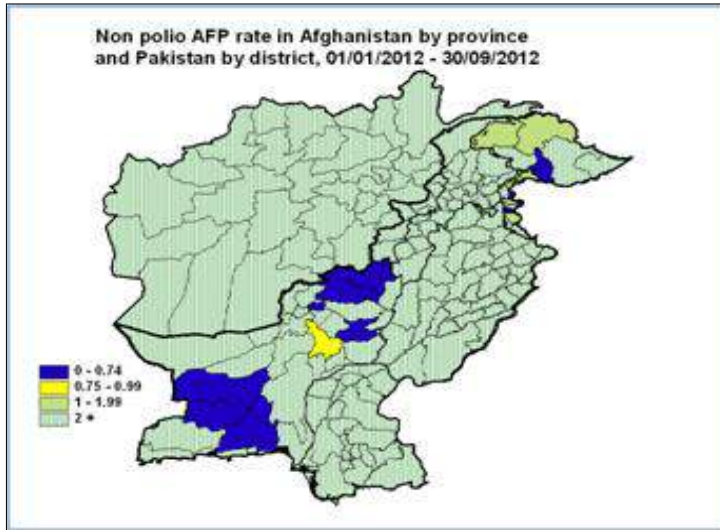 Non polio AFP rate in Afghanistan by province
and Pakistan by district, 01/01/2012 - 30/09/2012
0 - 0.74
0.75 - 0.99
1 - 1.99
2 +